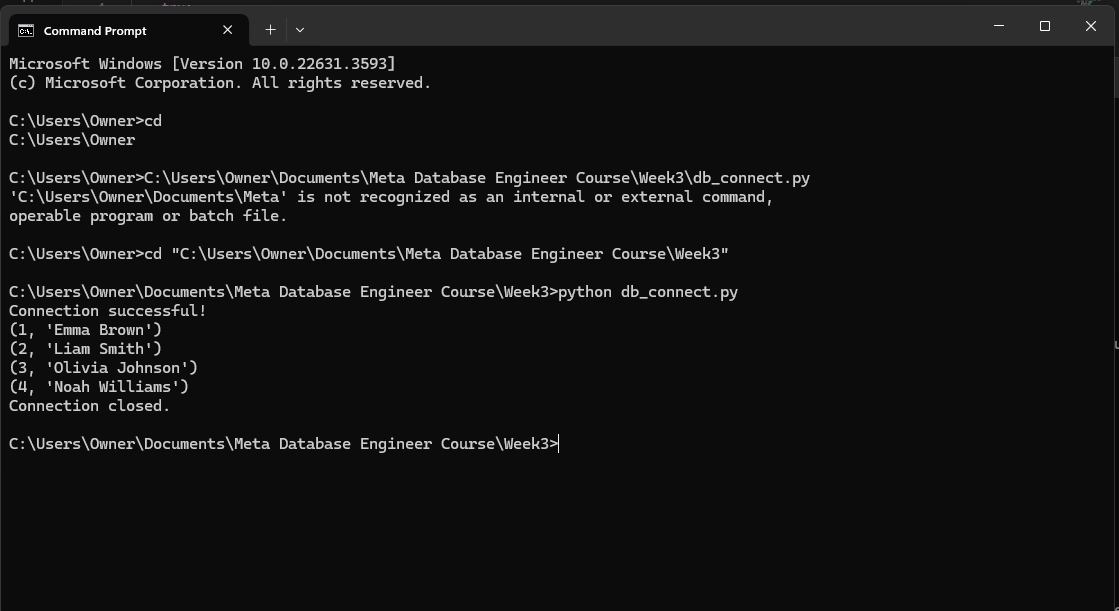 Command Prompt
Microsoft Windows [Version 10.0.22631.3593]
(c) Microsoft Corporation. All rights reserved.
C:\Users\Owner>cd
C:\Users\Owner
C:\Users\Owner>C:\Users\Owner\Documents\Meta Database Engineer Course\Week3\db_connect.py
'C:\Users\Owner\Documents\Meta' is not recognized as an internal or external command,
operable program or batch file.
C:\Users\Owner>cd "C:\Users\Owner\Documents\Meta Database Engineer Course\Week3"
C:\Users\Owner\Documents\Meta Database Engineer Course\Week3>python db_connect.py
Connection successful!
(1, 'Emma Brown')
(2, 'Liam Smith')
(3, 'Olivia Johnson')
(4, 'Noah Williams')
Connection closed.
C:\Users\Owner\Documents\Meta Database Engineer Course\Week3>